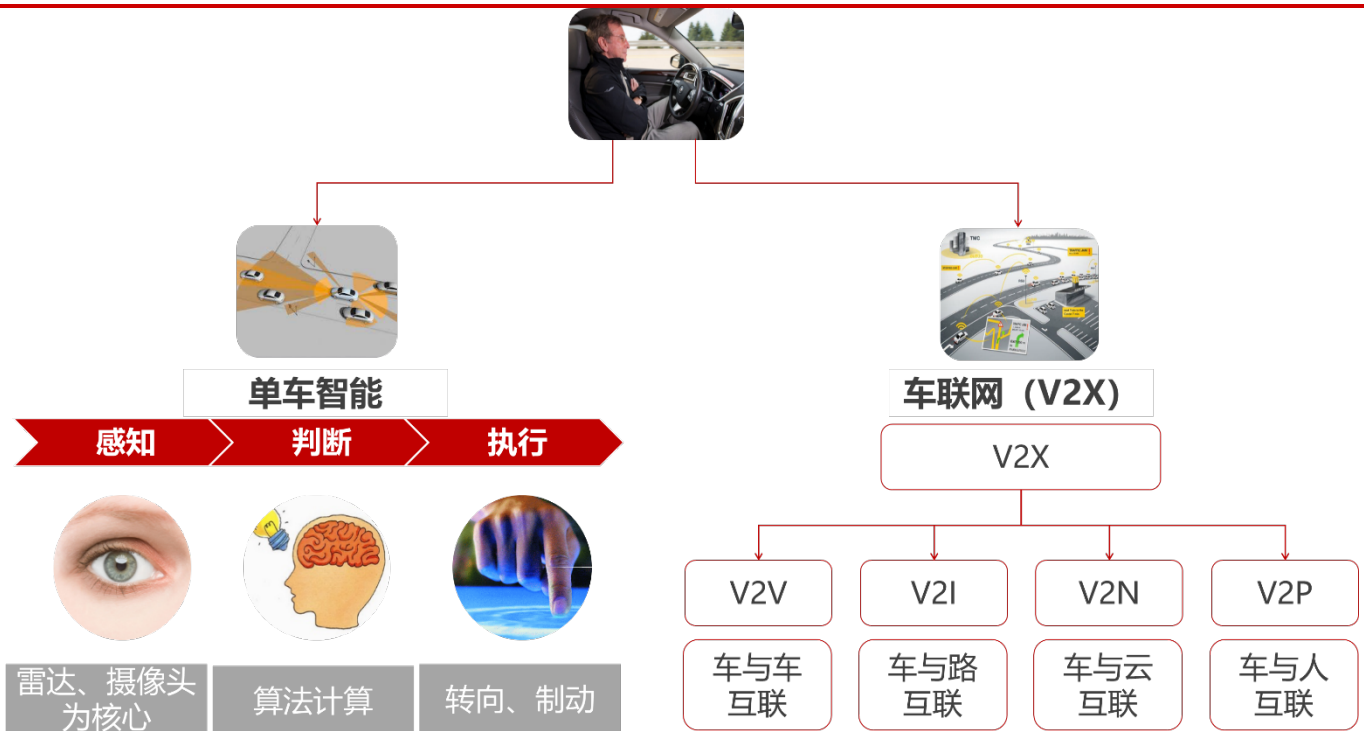 TMC
单车智能
车联网（V2X）
感知
判断
执行
V2X
V2V
V2I
V2N
V2P
雷达、摄像头
为核心
算法计算
转向、制动
车与车
互联
车与路
互联
车与云
互联
车与人
互联